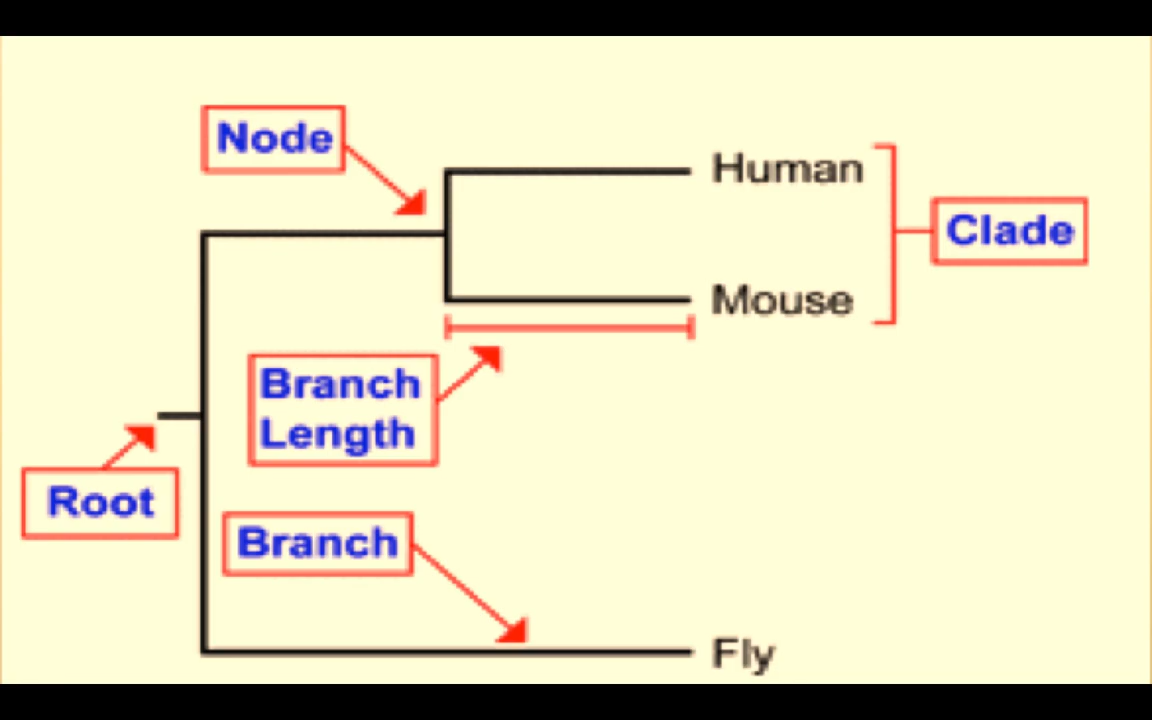 Node
Human
Clade
Mouse
Branch
Length
Root
Branch
Fly